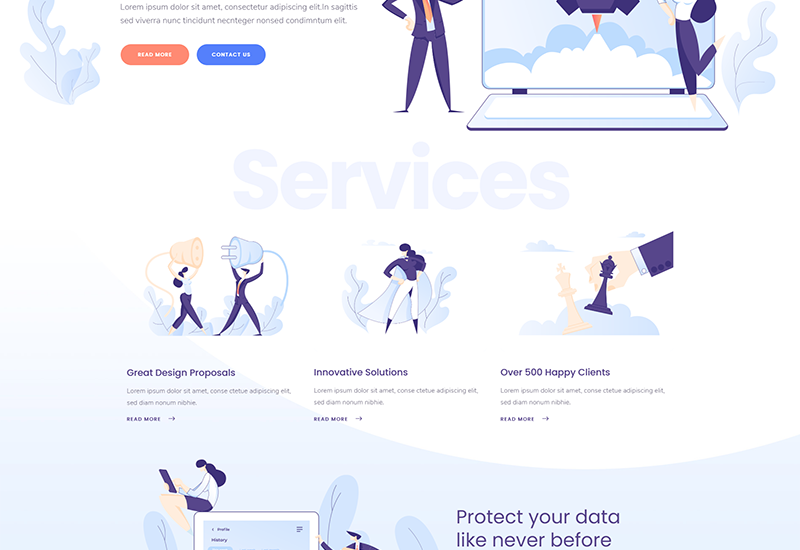 Lorem ipsum dolor sit amet, consectetur adipiscing elit.In sagittis
sed viverra nunc tincidunt necnteger nonsed condimntum elit.
READ MORE
CONTACT US
Services
Great Design Proposals
Lorem ipsum dolor sit amet, conse ctetue adipiscing elit,
sed diam nonum nibhie.
READ MORE
Innovative Solutions
Lorem ipsum dolor sit amet, conse ctetue adipiscing elit,
sed diam nonum nibhie.
READ MORE
Over 500 Happy Clients
Lorem ipsum dolor sit amet, conse ctetue adipiscing elit,
sed diam nonum nibhie.
READ MORE
Profile
History
Protect your data
like never before